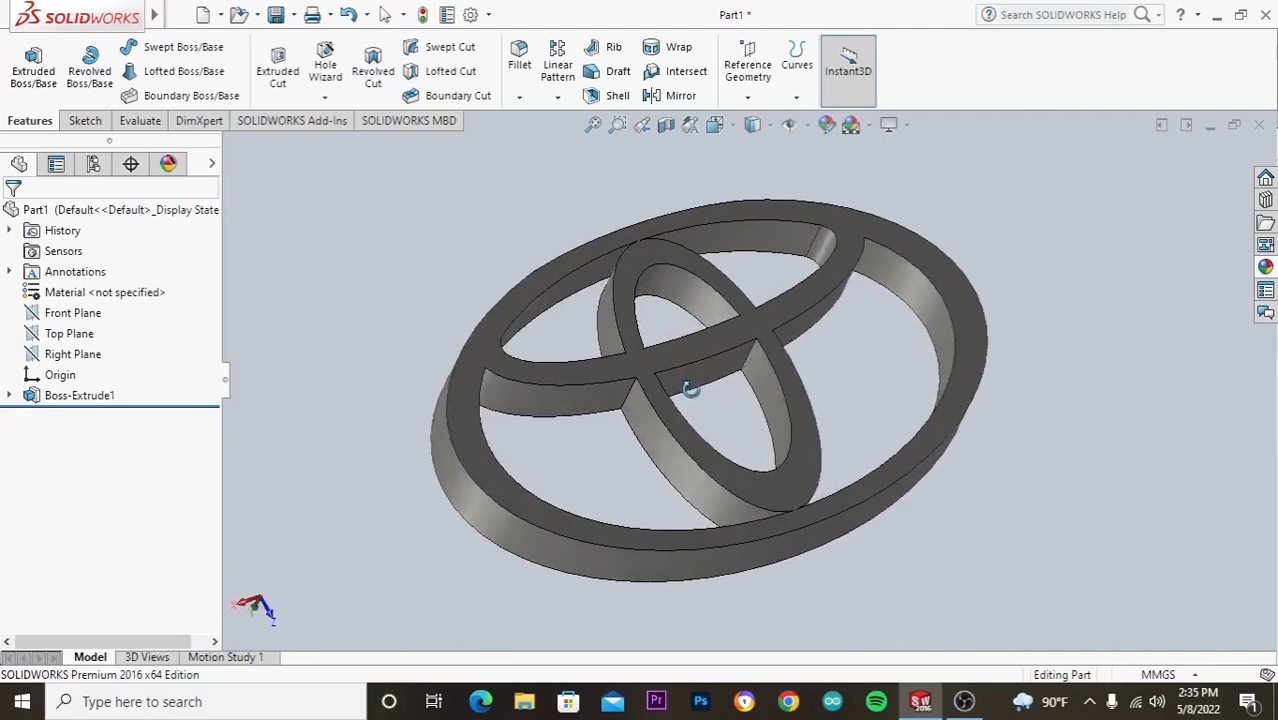 SOLIDWORKS
Part1 *
Search SOLIDWORKS Help
Extruded Boss/Base
Revolved Boss/Base
Swept Boss/Base
Lofted Boss/Base
Boundary Boss/Base
Extruded Cut
Hole Wizard
Revolved Cut
Swept Cut
Lofted Cut
Boundary Cut
Fillet
Linear Pattern
Rib
Draft
Shell
Wrap
Intersect
Mirror
Reference Geometry
Curves
Instant3D
Features
Sketch
Evaluate
DimXpert
SOLIDWORKS Add-Ins
SOLIDWORKS MBD
Part1 (Default<<Default>_Display State
History
Sensors
Annotations
Material <not specified>
Front Plane
Top Plane
Right Plane
Origin
Boss-Extrude1
X
Z
Model
3D Views
Motion Study 1
SOLIDWORKS Premium 2016 x64 Edition
Editing Part
MMGS
Type here to search
Pr
Ps
SW
2016
90°F
2:35 PM
5/8/2022
1